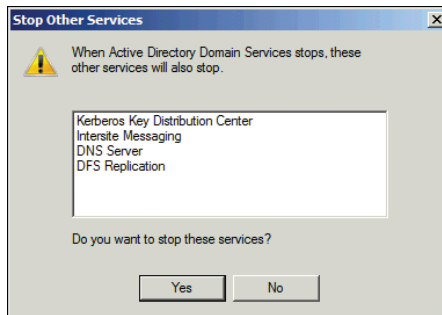 Stop Other Services
When Active Directory Domain Services stops, these
other services will also stop.
Kerberos Key Distribution Center
Intersite Messaging
DNS Server
DFS Replication
Do you want to stop these services?
Yes
No